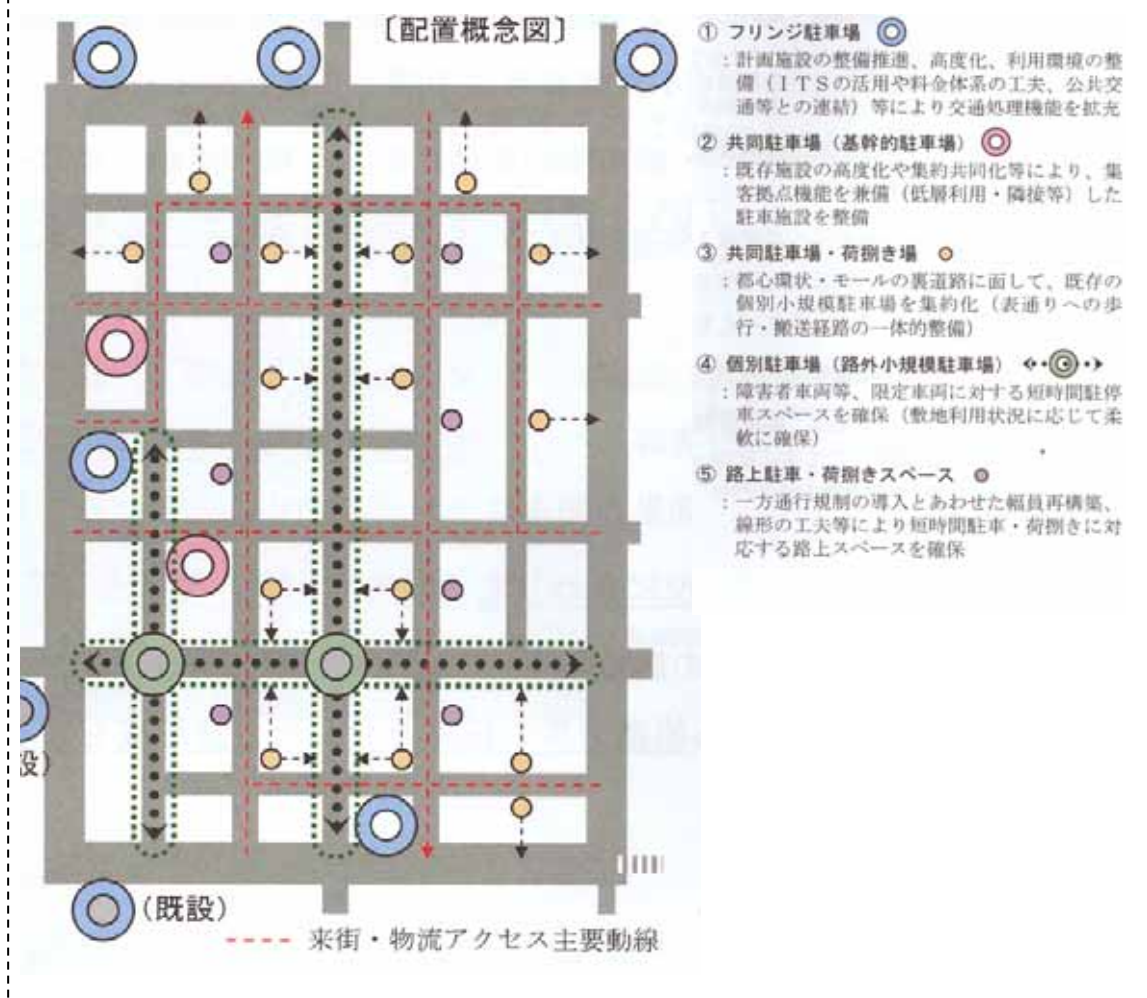 〔配置概念図〕
① フリンジ駐車場
：計画施設の整備推進、高度化、利用環境の整
備（ＩＴＳの活用や料金体系の工夫、公共交
通等との連結）等により交通処理機能を拡充
② 共同駐車場（基幹的駐車場）
：既存施設の高度化や集約共同化等により、集
客拠点機能を兼備（低層利用・隣接等）した
駐車施設を整備
③ 共同駐車場・荷捌き場
：都心環状・モールの裏道路に面して、既存の
個別小規模駐車場を集約化（表通りへの歩
行・搬送経路の一体的整備）
④ 個別駐車場（路外小規模駐車場）
：障害者車両等、限定車両に対する短時間駐停
車スペースを確保（敷地利用状況に応じて柔
軟に確保）
⑤ 路上駐車・荷捌きスペース
：一方通行規制の導入とあわせた幅員再構築、
線形の工夫等により短時間駐車・荷捌きに対
応する路上スペースを確保
設）
（既設）
来街・物流アクセス主要動線